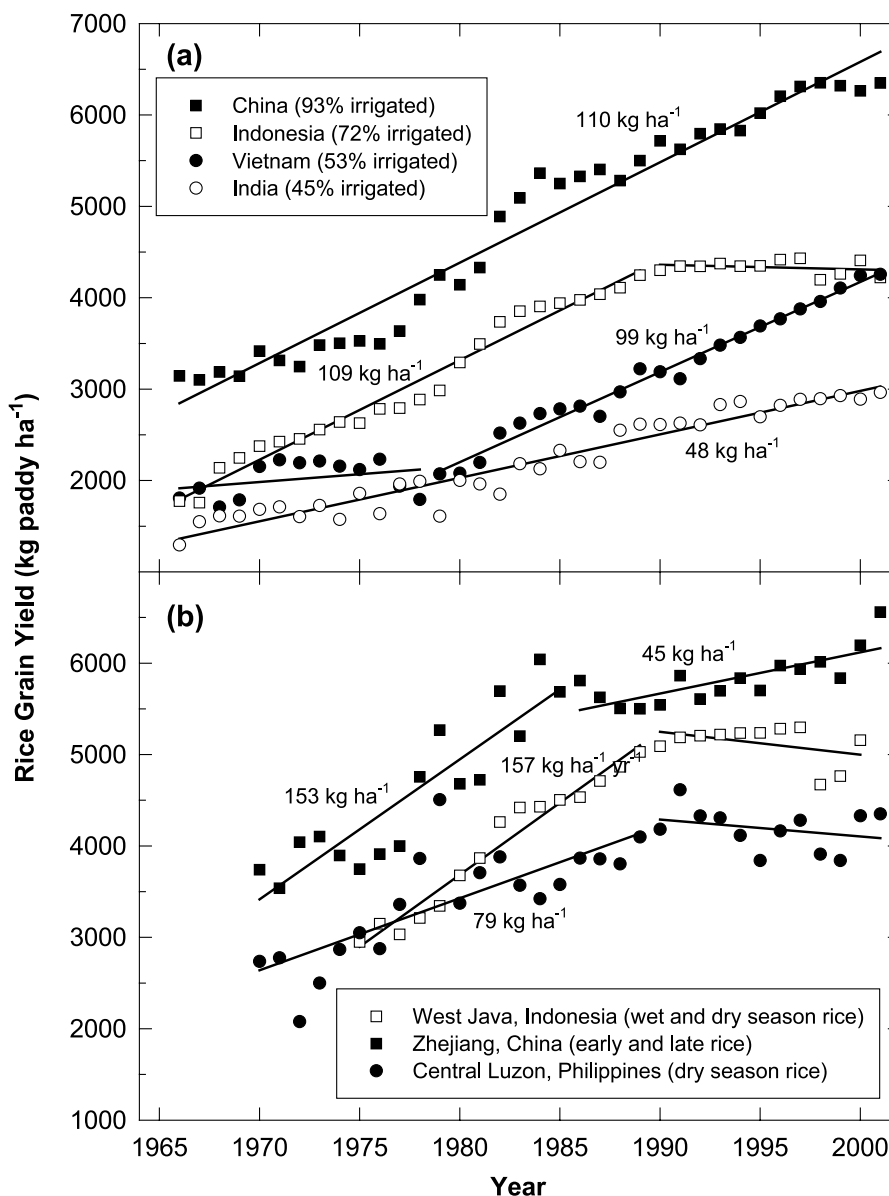 7000
6000
5000
4000
3000
2000
(a)
China (93% irrigated)
Indonesia (72% irrigated)
Vietnam (53% irrigated)
India (45% irrigated)
110 kg ha⁻¹
109 kg ha⁻¹
99 kg ha⁻¹
48 kg ha⁻¹
Rice Grain Yield (kg paddy ha⁻¹)
(b)
6000
5000
4000
3000
2000
1000
45 kg ha⁻¹
153 kg ha⁻¹
157 kg ha⁻¹ yr⁻¹
79 kg ha⁻¹
West Java, Indonesia (wet and dry season rice)
Zhejiang, China (early and late rice)
Central Luzon, Philippines (dry season rice)
1965 1970 1975 1980 1985 1990 1995 2000
Year